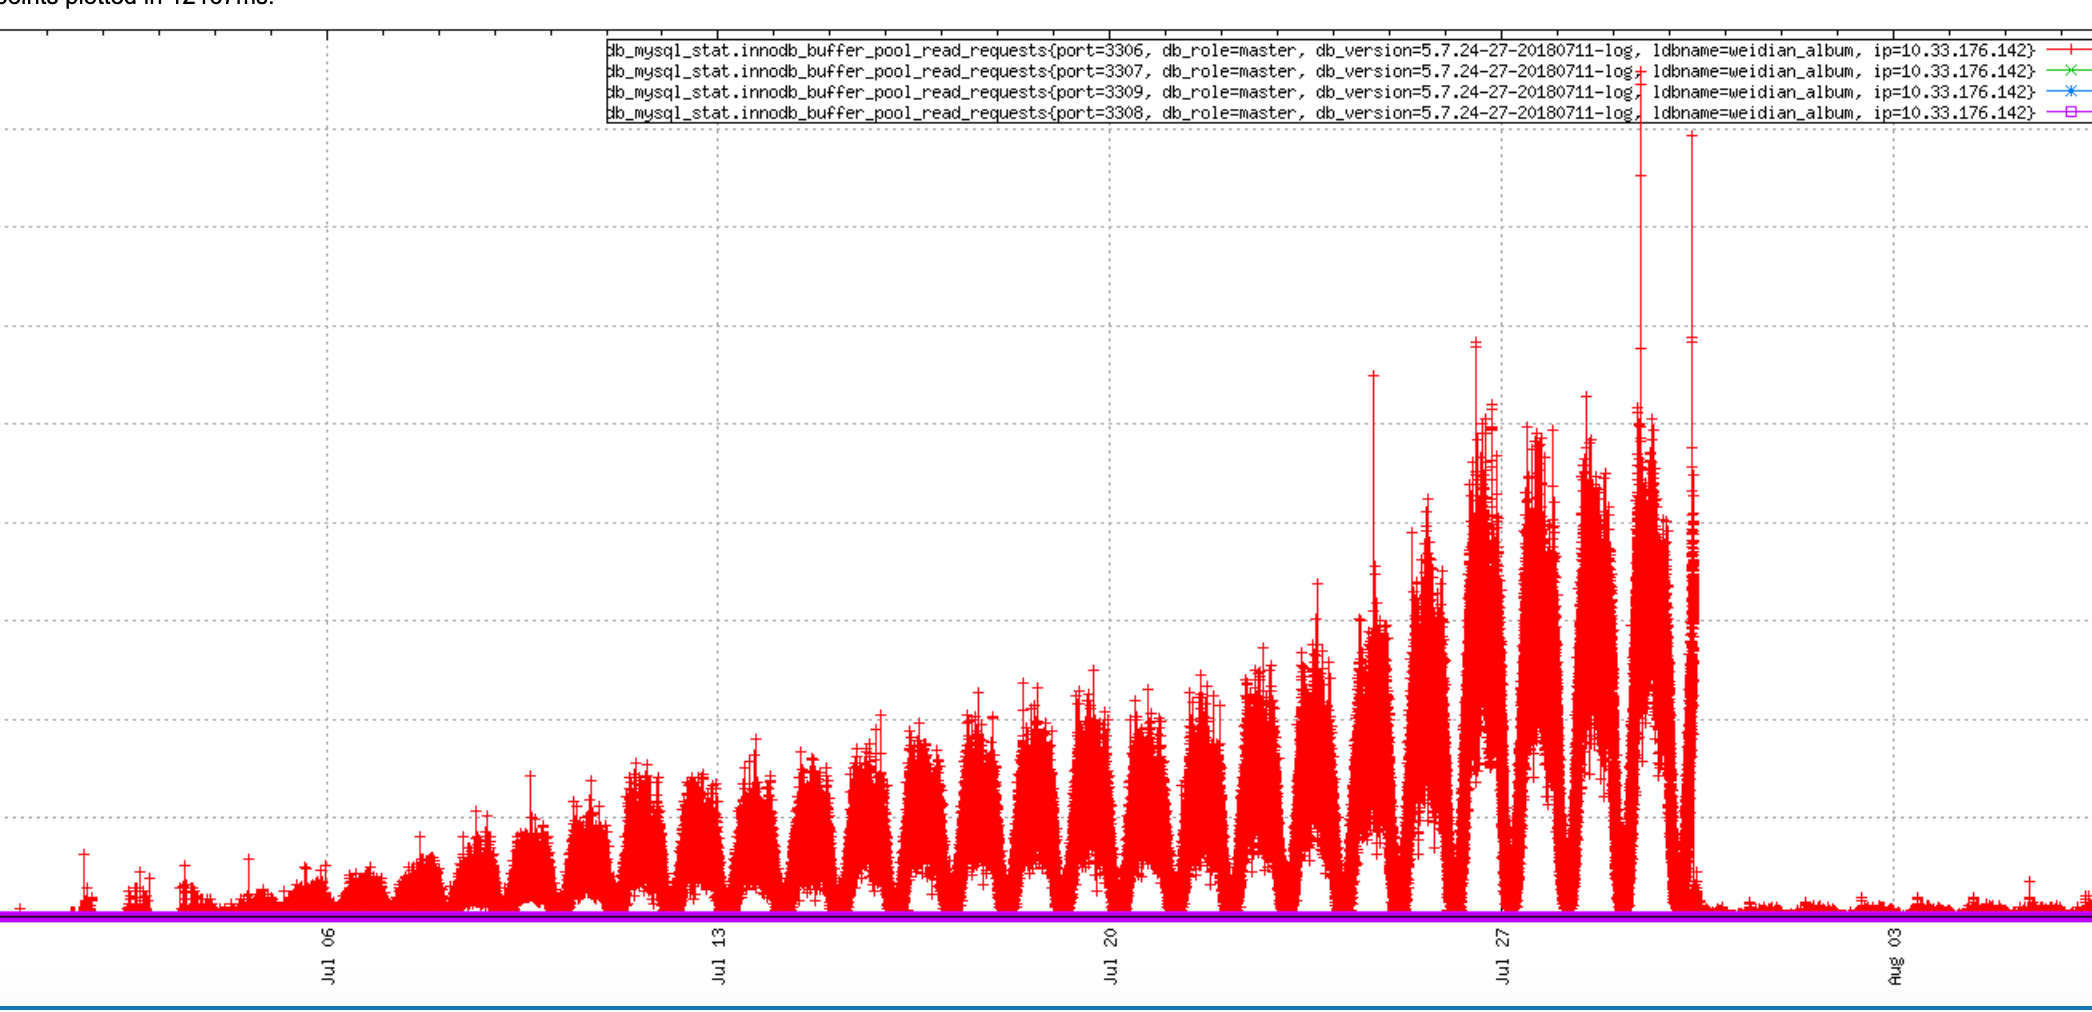 points plotted in 12167ms.
db_mysql_stat.innodb_buffer_pool_read_requests{port=3306, db_role=master, db_version=5.7.24-27-20180711-log, ldbname=weidian_album, ip=10.33.176.142}
db_mysql_stat.innodb_buffer_pool_read_requests{port=3307, db_role=master, db_version=5.7.24-27-20180711-log, ldbname=weidian_album, ip=10.33.176.142}
db_mysql_stat.innodb_buffer_pool_read_requests{port=3309, db_role=master, db_version=5.7.24-27-20180711-log, ldbname=weidian_album, ip=10.33.176.142}
db_mysql_stat.innodb_buffer_pool_read_requests{port=3308, db_role=master, db_version=5.7.24-27-20180711-log, ldbname=weidian_album, ip=10.33.176.142}
Jul 06
Jul 13
Jul 20
Jul 27
Aug 03